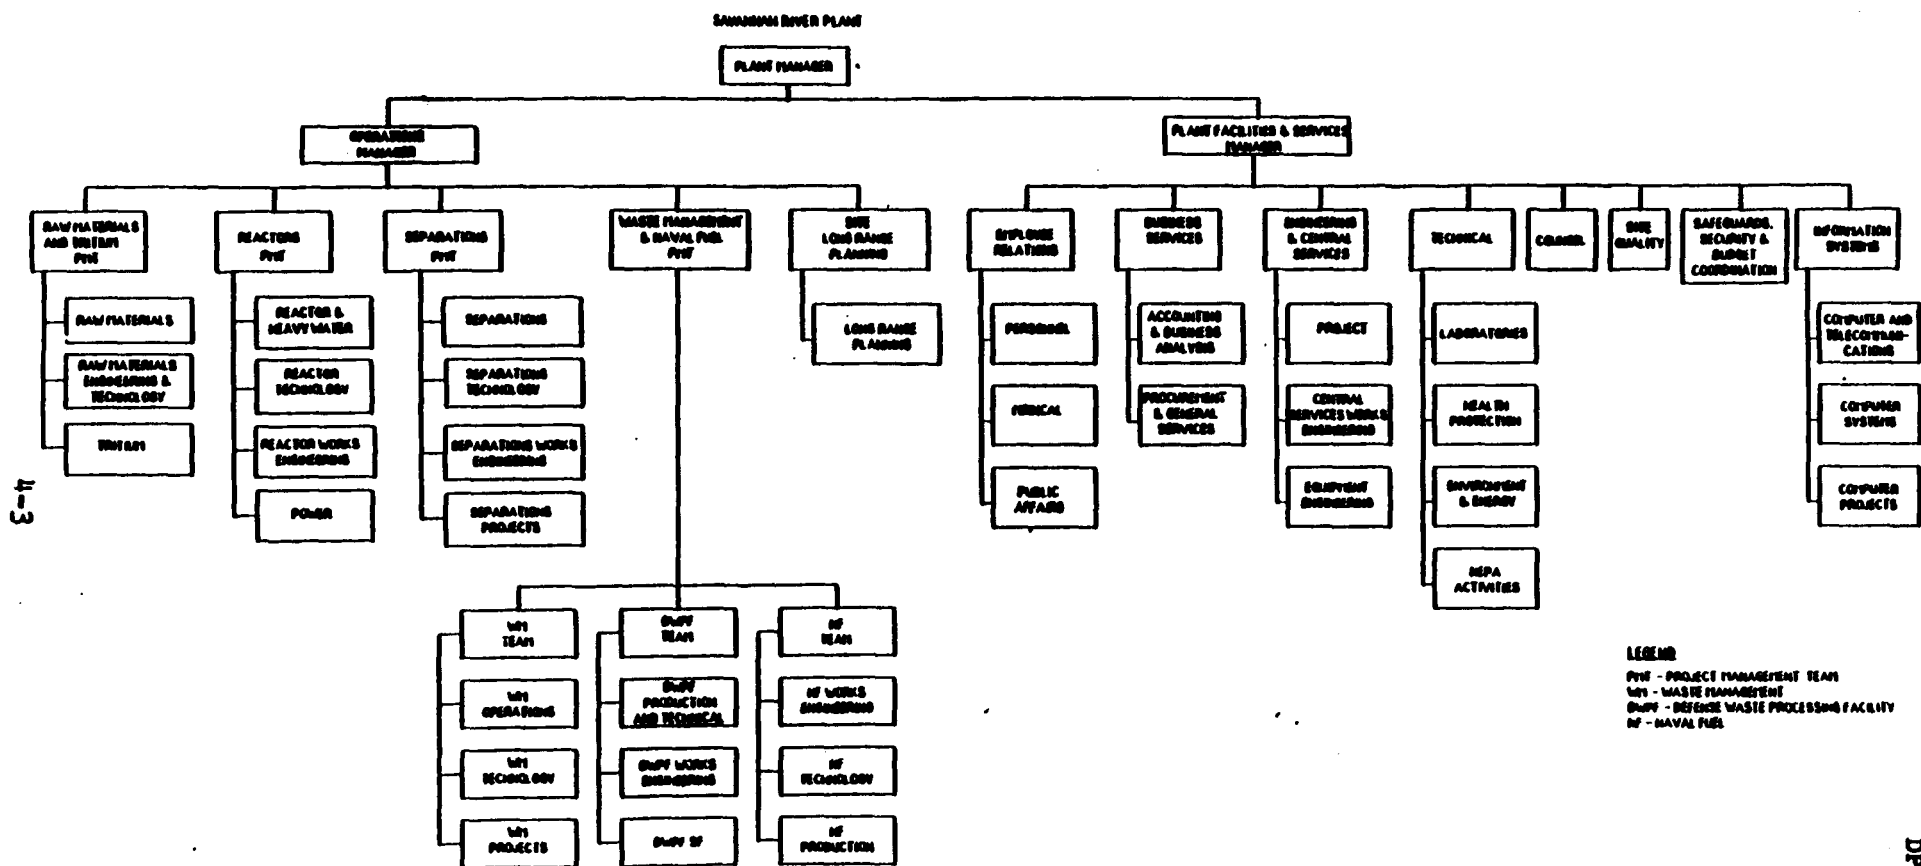 SAVANNAH RIVER PLANT
PLANT MANAGER
OPERATIONS
MANAGER
PLANT FACILITIES & SERVICES
MANAGER
RAW MATERIALS
AND TRITIUM
PMT
REACTORS
PMT
SEPARATIONS
PMT
WASTE MANAGEMENT
& NAVAL FUEL
PMT
SITE
LONG RANGE
PLANNING
EMPLOYEE
RELATIONS
BUSINESS
SERVICES
ENGINEERING
& CENTRAL
SERVICES
TECHNICAL
COUNSEL
SITE
QUALITY
SAFEGUARDS,
SECURITY &
BUDGET
COORDINATION
INFORMATION
SYSTEMS
RAW MATERIALS
RAW MATERIALS
ENGINEERING &
TECHNOLOGY
TRITIUM
REACTOR &
HEAVY WATER
REACTOR
TECHNOLOGY
REACTOR WORKS
ENGINEERING
POWER
SEPARATIONS
SEPARATIONS
TECHNOLOGY
SEPARATIONS WORKS
ENGINEERING
SEPARATIONS
PROJECTS
LONG RANGE
PLANNING
PERSONNEL
MEDICAL
PUBLIC
AFFAIRS
ACCOUNTING
& BUSINESS
ANALYSIS
PROCUREMENT
& GENERAL
SERVICES
PROJECT
CENTRAL
SERVICES WORKS
ENGINEERING
EQUIPMENT
ENGINEERING
LABORATORIES
HEALTH
PROTECTION
ENVIRONMENT
& ENERGY
NEPA
ACTIVITIES
COMPUTER AND
TELECOMMUNI-
CATIONS
COMPUTER
SYSTEMS
COMPUTER
PROJECTS
WM
TEAM
WM
OPERATIONS
WM
TECHNOLOGY
WM
PROJECTS
DWPF
TEAM
DWPF
PRODUCTION
AND TECHNICAL
DWPF WORKS
ENGINEERING
DWPF SF
NF
TEAM
NF WORKS
ENGINEERING
NF
TECHNOLOGY
NF
PRODUCTION
LEGEND
PMT - PROJECT MANAGEMENT TEAM
WM - WASTE MANAGEMENT
DWPF - DEFENSE WASTE PROCESSING FACILITY
NF - NAVAL FUEL
4-3